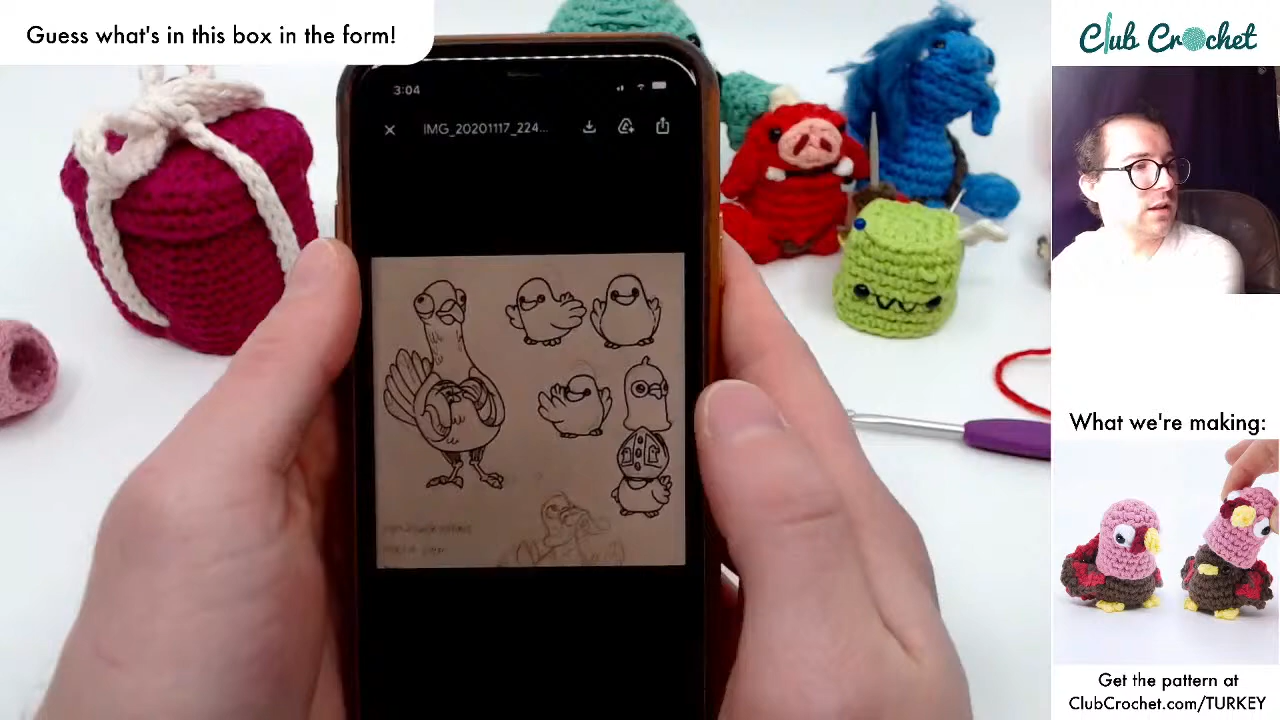 Guess what's in this box in the form!
Club Crochet
3:04
IMG_20201117_224...
What we're making:
Get the pattern at
ClubCrochet.com/TURKEY